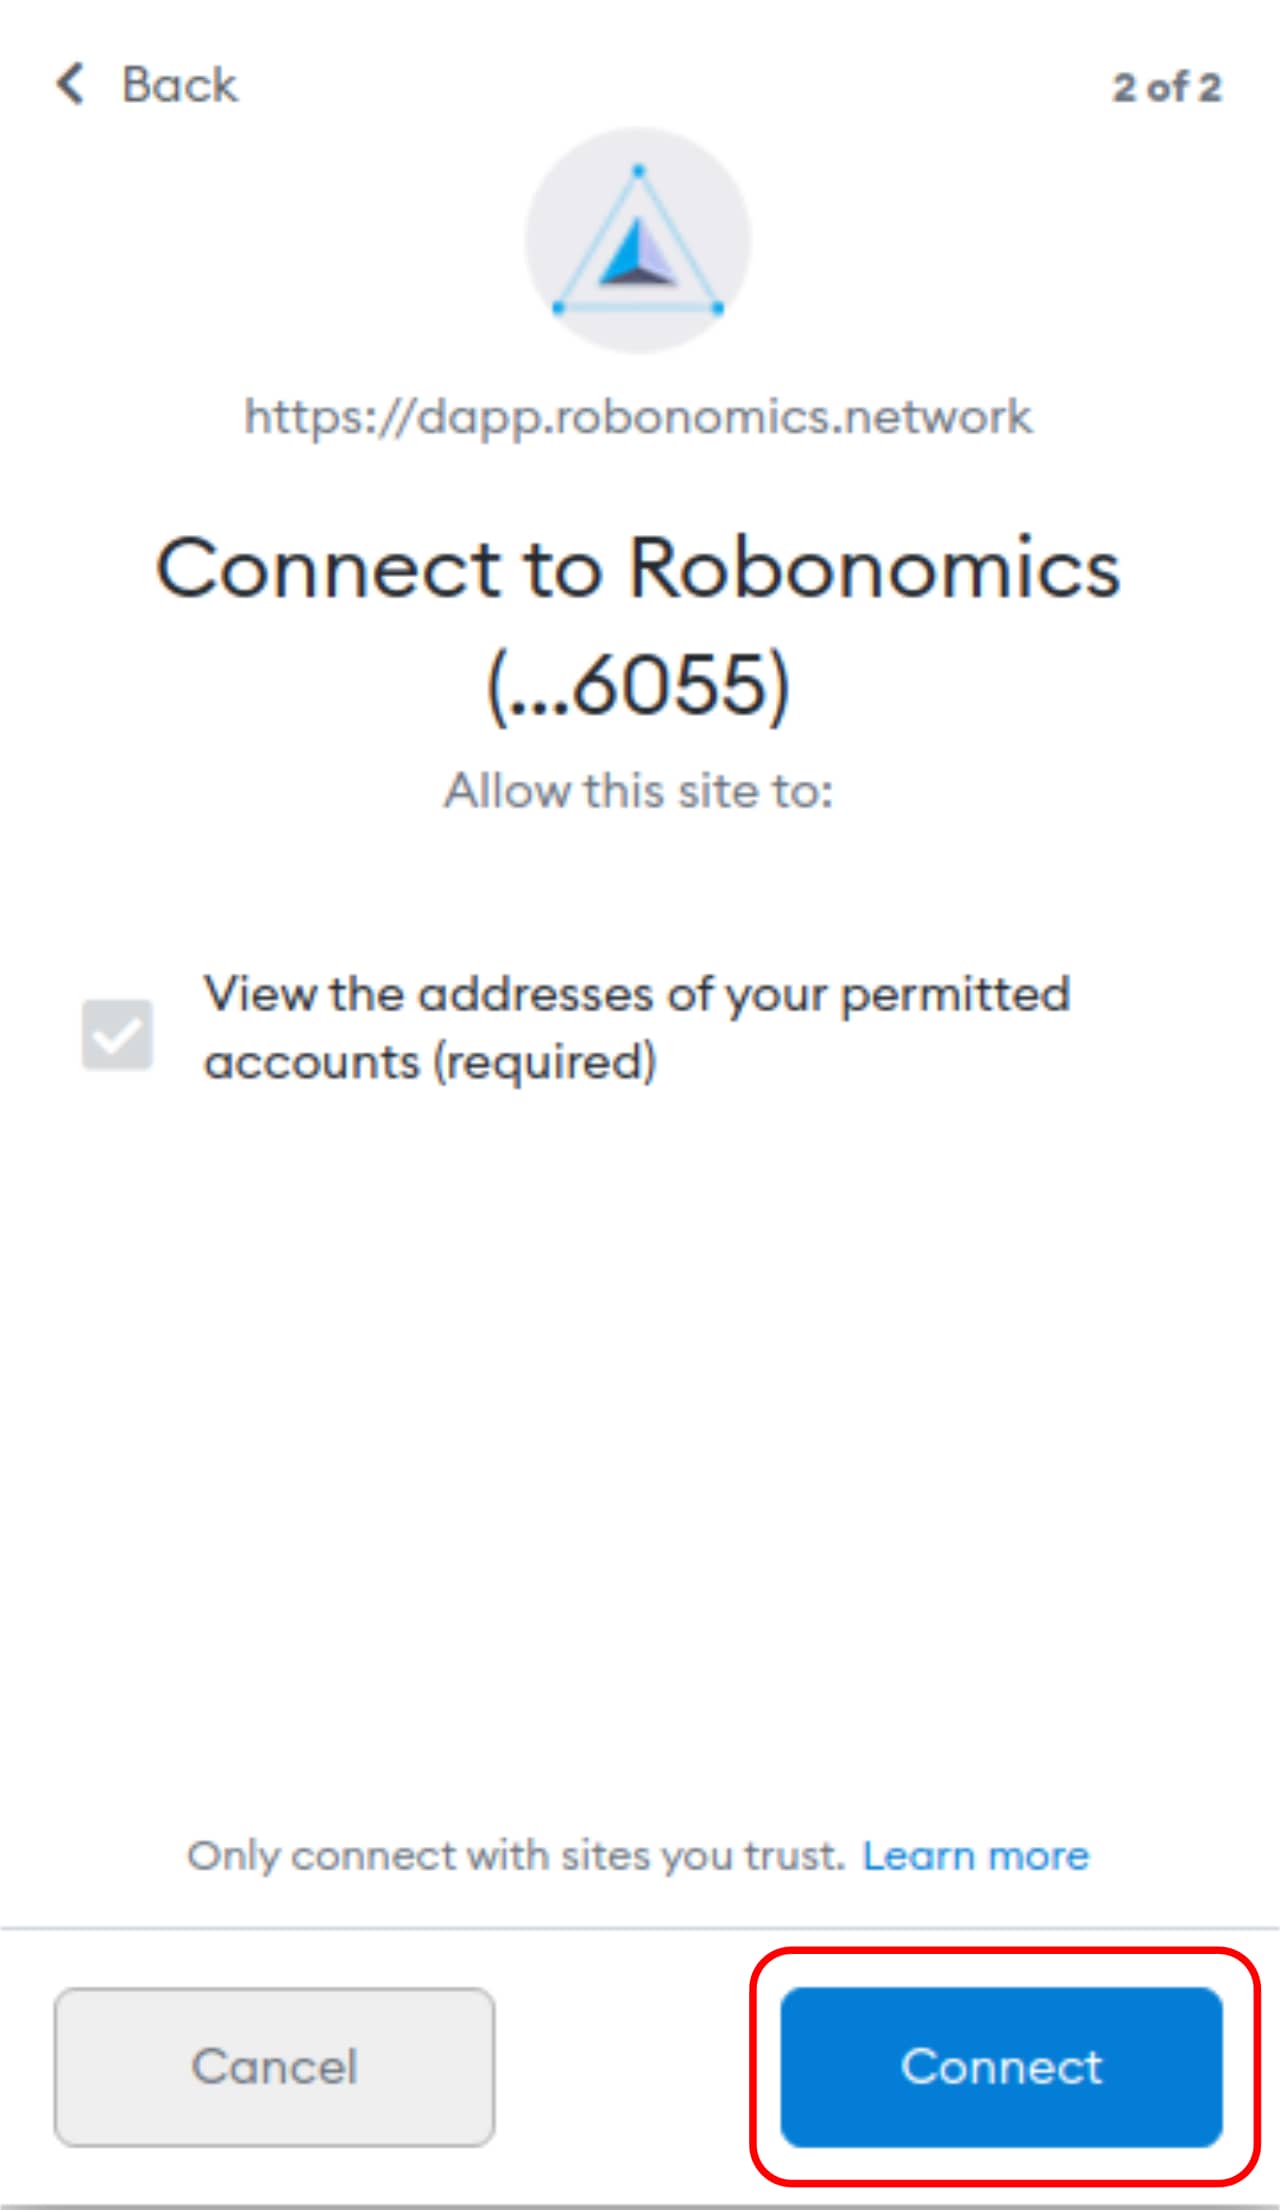 Back
2 of 2
https://dapp.robonomics.network
Connect to Robonomics
(...6055)
Allow this site to:
View the addresses of your permitted
accounts (required)
Only connect with sites you trust. Learn more
Cancel
Connect